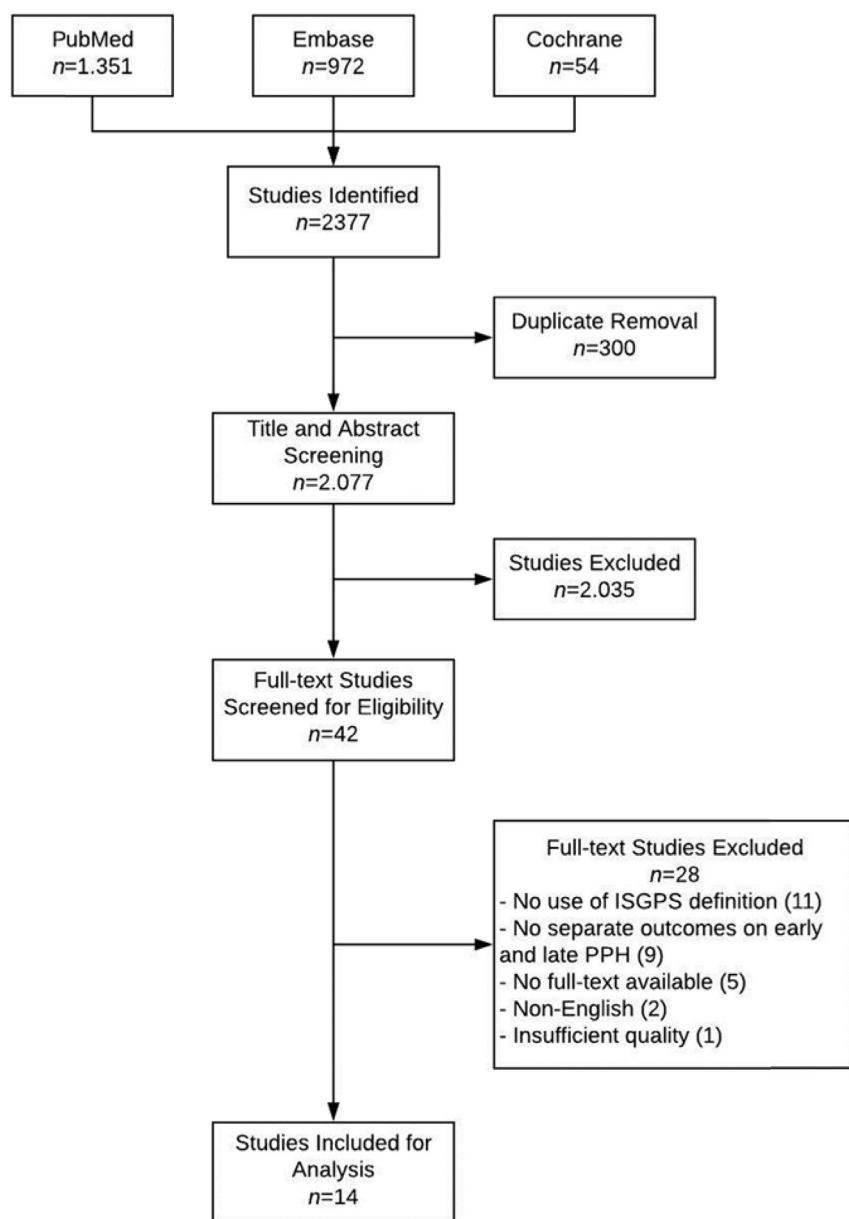 PubMed
n=1.351
Embase
n=972
Cochrane
n=54
Studies Identified
n=2377
Duplicate Removal
n=300
Title and Abstract
Screening
n=2.077
Studies Excluded
n=2.035
Full-text Studies
Screened for Eligibility
n=42
Full-text Studies Excluded
n=28
- No use of ISGPS definition (11)
- No separate outcomes on early
and late PPH (9)
- No full-text available (5)
- Non-English (2)
- Insufficient quality (1)
Studies Included for
Analysis
n=14